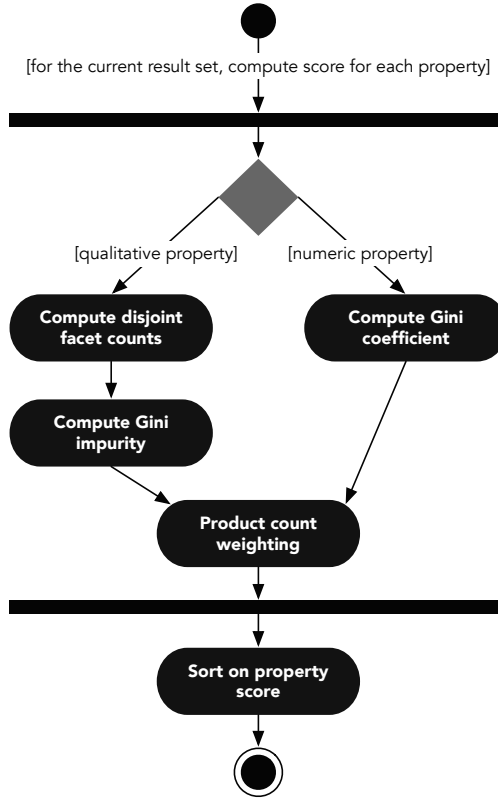 [for the current result set, compute score for each property]
[qualitative property]
[numeric property]
Compute disjoint
facet counts
Compute Gini
coefficient
Compute Gini
impurity
Product count
weighting
Sort on property
score